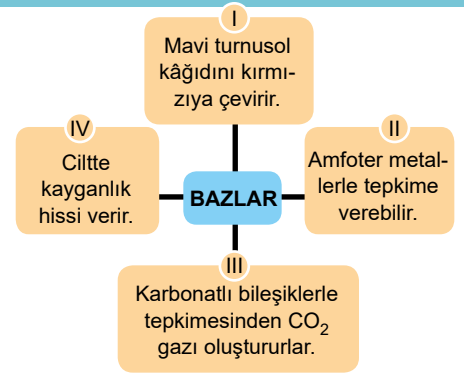 I
Mavi turnusol
kâğıdını kırmı-
zıya çevirir.
IV
Ciltte
kayganlık
hissi verir.
BAZLAR
II
Amfoter metal-
lerle tepkime
verebilir.
III
Karbonatlı bileşiklerle
tepkimesinden CO₂
gazı oluştururlar.